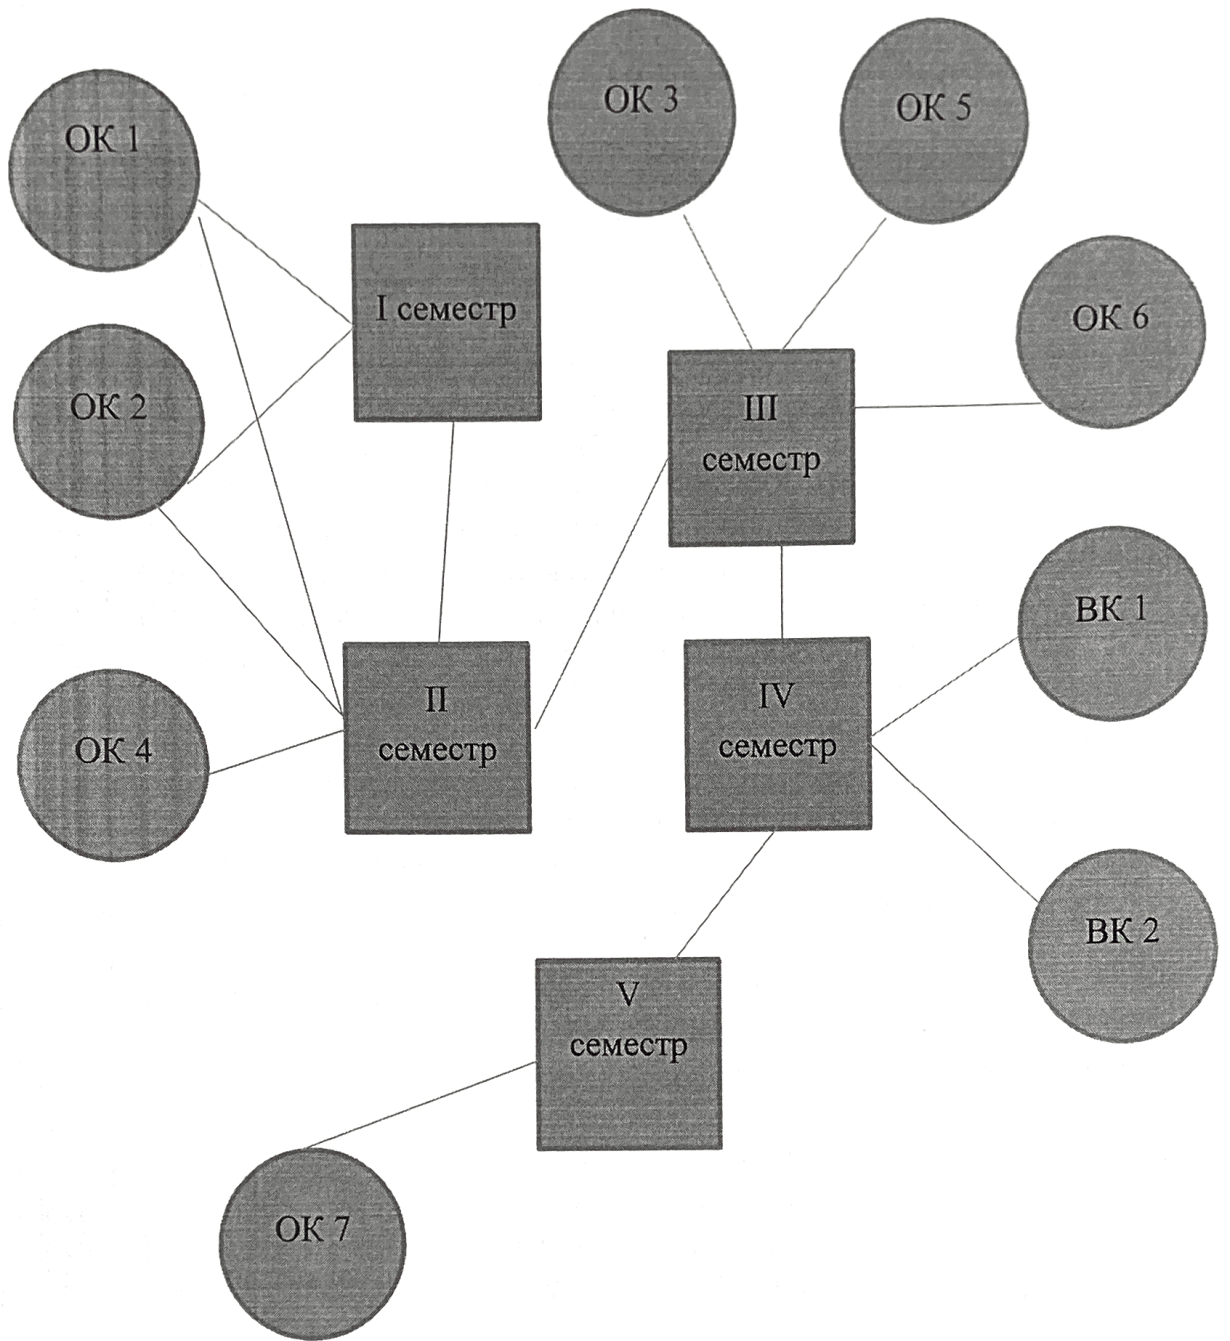 ОК 3
ОК 5
ОК 1
I семестр
ОК 6
ОК 2
III
семестр
ВК 1
II
семестр
IV
семестр
ОК 4
ВК 2
V
семестр
ОК 7